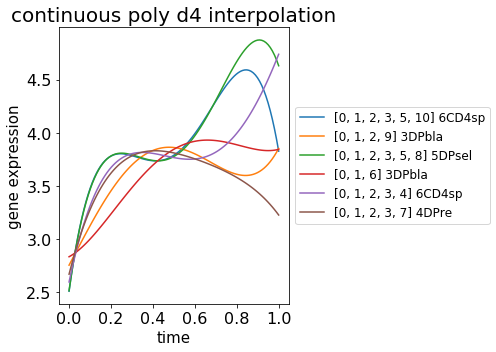 continuous poly d4 interpolation
gene expression
4.5
4.0
3.5
3.0
2.5
0.0 0.2 0.4 0.6 0.8 1.0
time
[0, 1, 2, 3, 5, 10] 6CD4sp
[0, 1, 2, 9] 3DPbla
[0, 1, 2, 3, 5, 8] 5DPsel
[0, 1, 6] 3DPbla
[0, 1, 2, 3, 4] 6CD4sp
[0, 1, 2, 3, 7] 4DPre